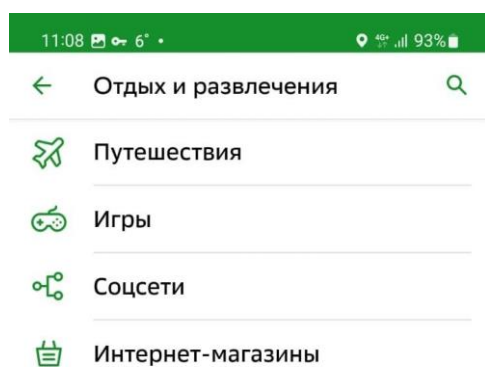 11:08 6° •
4G+ 93%
Отдых и развлечения
Путешествия
Игры
Соцсети
Интернет-магазины